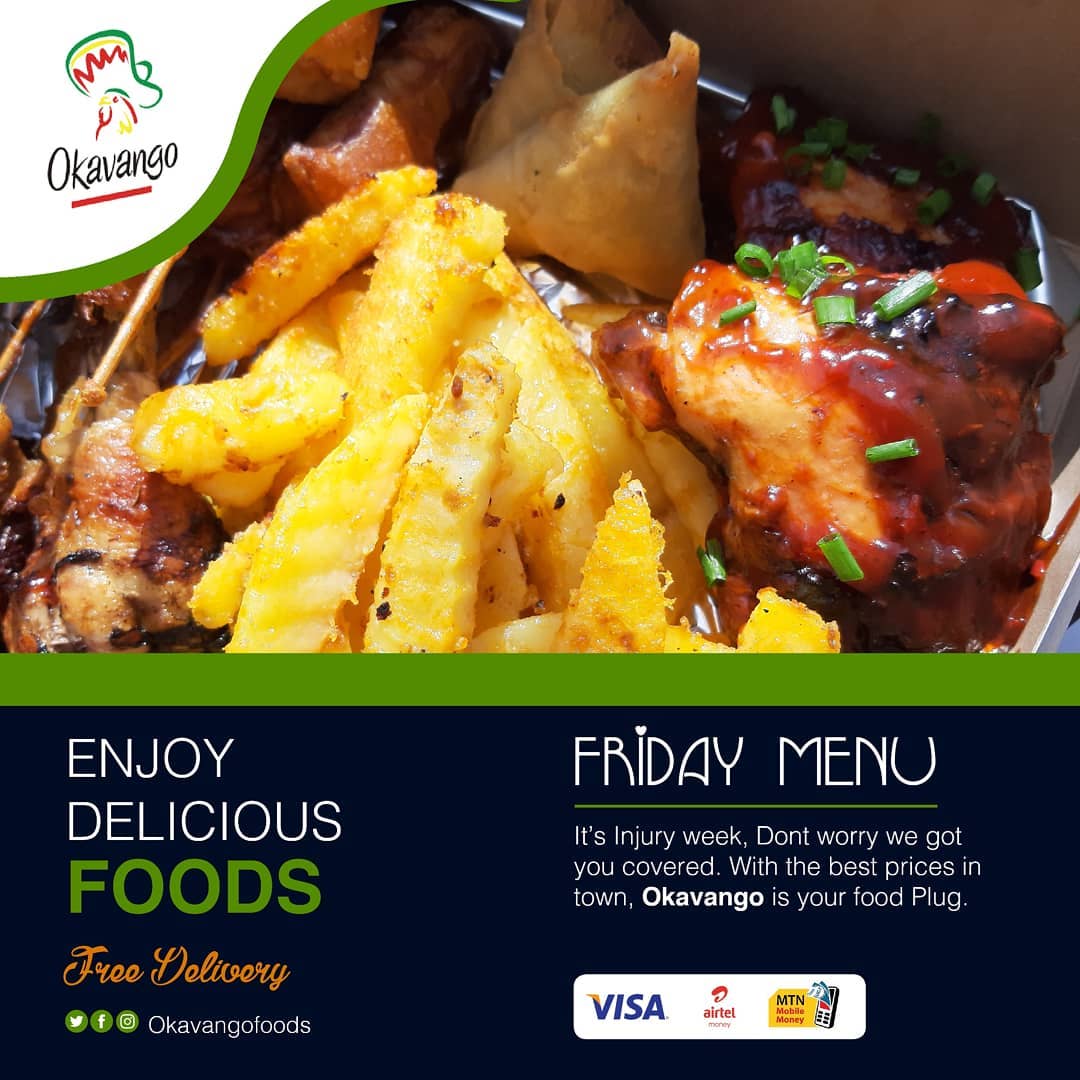 Okavango
ENJOY
DELICIOUS
FOODS
Free Delivery
Okavangofoods
FRIDAY MENU
It's Injury week, Dont worry we got
you covered. With the best prices in
town, Okavango is your food Plug.
VISA
airtel
money
MTN
Mobile
Money